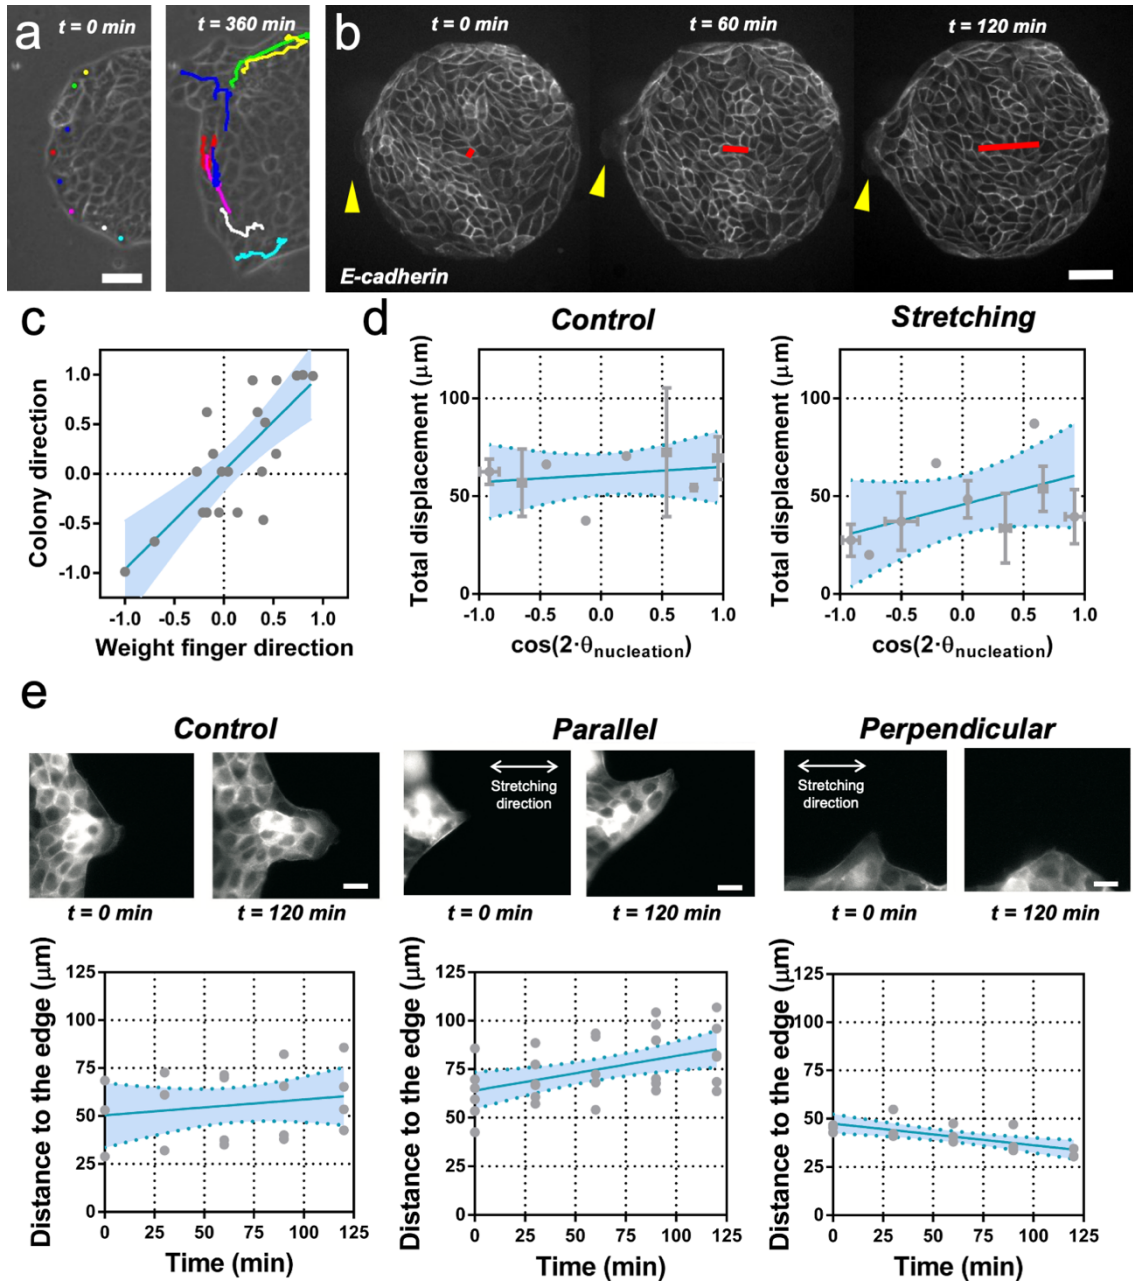 a
t = 0 min
t = 360 min
b
t = 0 min
t = 60 min
t = 120 min
E-cadherin
c
Colony direction
1.0
0.5
0.0
-0.5
-1.0
-1.0
-0.5
0.0
0.5
1.0
Weight finger direction
d
Control
Total displacement (μm)
100
50
0
-1.0
-0.5
0.0
0.5
1.0
cos(2·θnucleation)
Stretching
Total displacement (μm)
100
50
0
-1.0
-0.5
0.0
0.5
1.0
cos(2·θnucleation)
e
Control
t = 0 min
t = 120 min
Parallel
Stretching
direction
t = 0 min
t = 120 min
Perpendicular
Stretching
direction
t = 0 min
t = 120 min
Distance to the edge (μm)
125
100
75
50
25
0
0
25
50
75
100
125
Time (min)
Distance to the edge (μm)
125
100
75
50
25
0
0
25
50
75
100
125
Time (min)
Distance to the edge (μm)
125
100
75
50
25
0
0
25
50
75
100
125
Time (min)